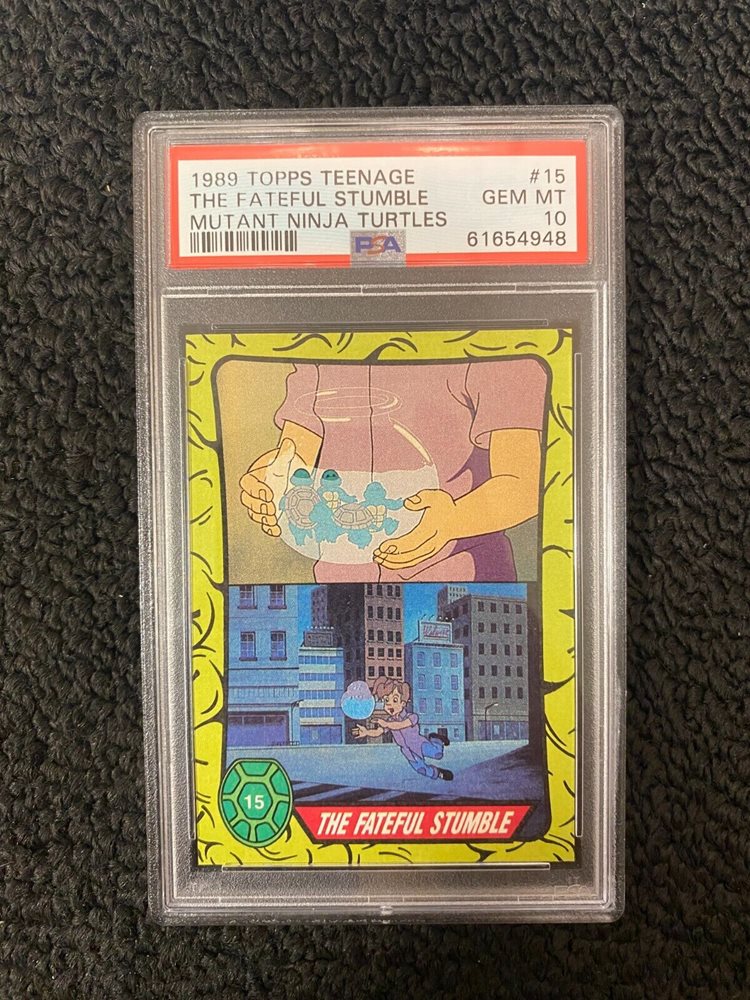 1989 TOPPS TEENAGE #15
THE FATEFUL STUMBLE GEM MT
MUTANT NINJA TURTLES 10
PSA 61654948
15
THE FATEFUL STUMBLE